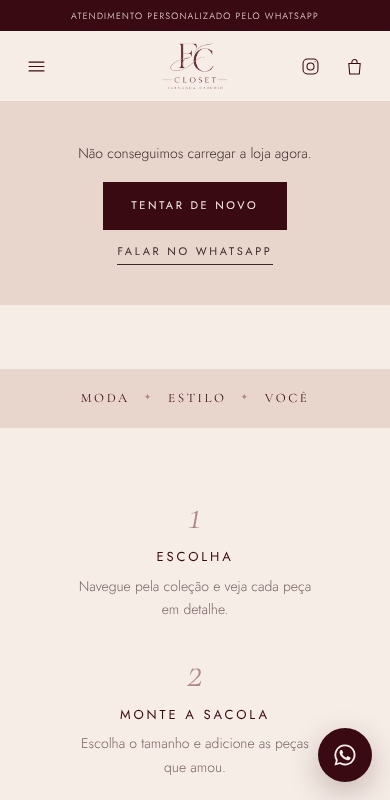 ATENDIMENTO PERSONALIZADO PELO WHATSAPP
FC
CLOSET
Não conseguimos carregar a loja agora.
TENTAR DE NOVO
FALAR NO WHATSAPP
MODA ✦ ESTILO ✦ VOCÊ
1
ESCOLHA
Navegue pela coleção e veja cada peça
em detalhe.
2
MONTE A SACOLA
Escolha o tamanho e adicione as peças
que amou.